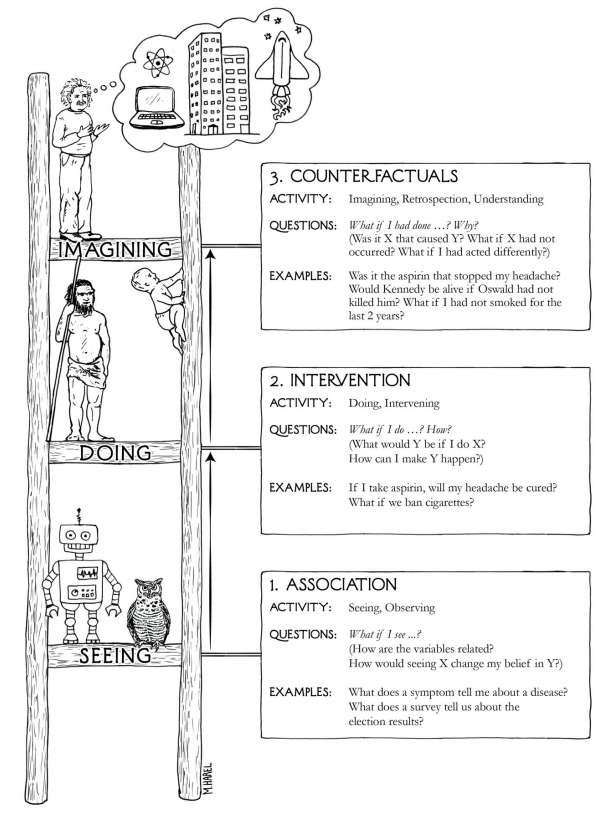 3. COUNTERFACTUALS
ACTIVITY: Imagining, Retrospection, Understanding
QUESTIONS: What if I had done …? Why?
(Was it X that caused Y? What if X had not
occurred? What if I had acted differently?)
EXAMPLES: Was it the aspirin that stopped my headache?
Would Kennedy be alive if Oswald had not
killed him? What if I had not smoked for the
last 2 years?
IMAGINING
2. INTERVENTION
ACTIVITY: Doing, Intervening
QUESTIONS: What if I do …? How?
(What would Y be if I do X?
How can I make Y happen?)
EXAMPLES: If I take aspirin, will my headache be cured?
What if we ban cigarettes?
DOING
1. ASSOCIATION
ACTIVITY: Seeing, Observing
QUESTIONS: What if I see ...?
(How are the variables related?
How would seeing X change my belief in Y?)
EXAMPLES: What does a symptom tell me about a disease?
What does a survey tell us about the
election results?
SEEING
M.HAREL